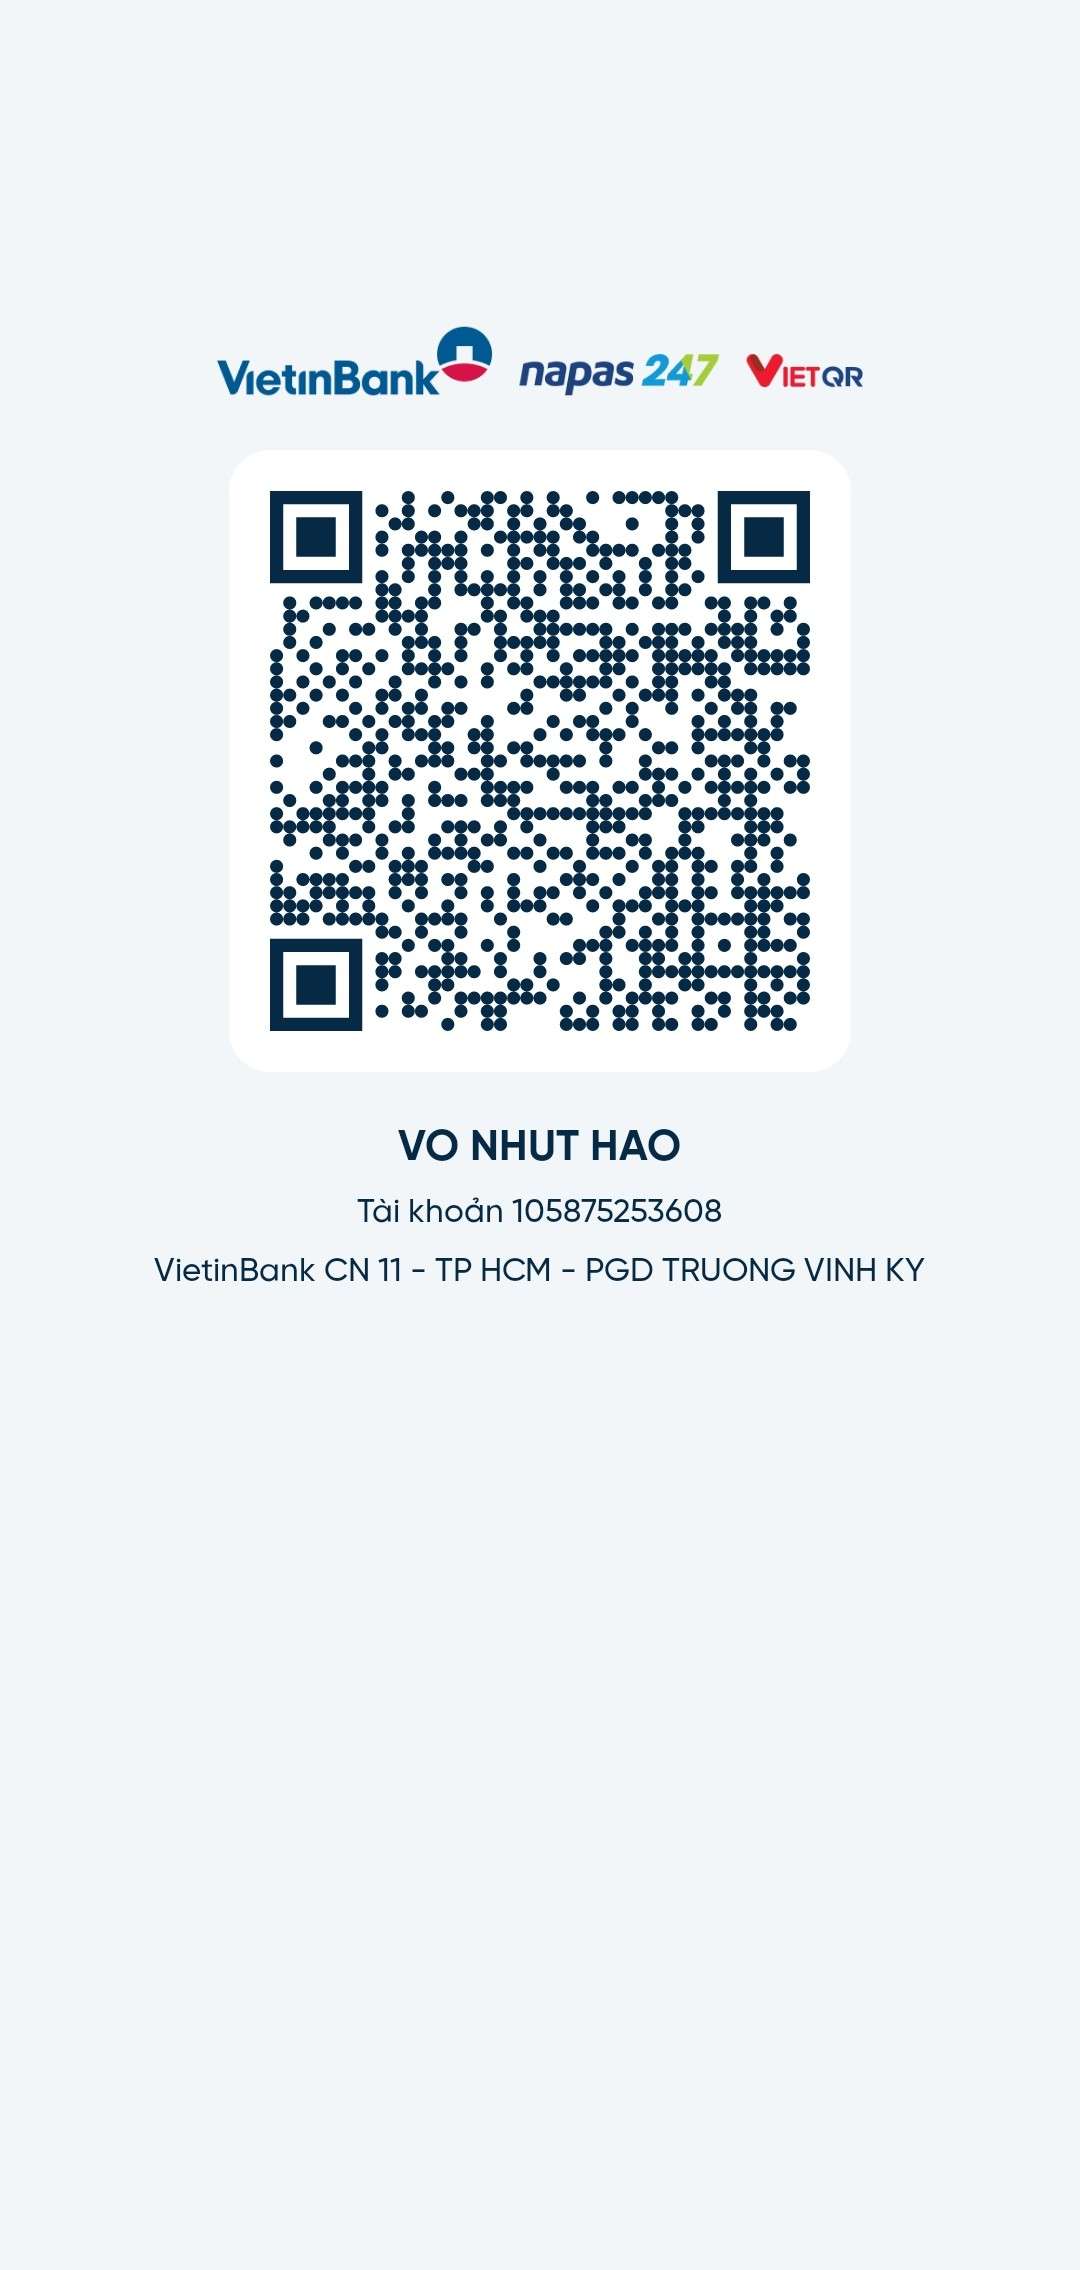 VietinBank napas 247 VIETQR
VO NHUT HAO
Tài khoản 105875253608
VietinBank CN 11 - TP HCM - PGD TRUONG VINH KY